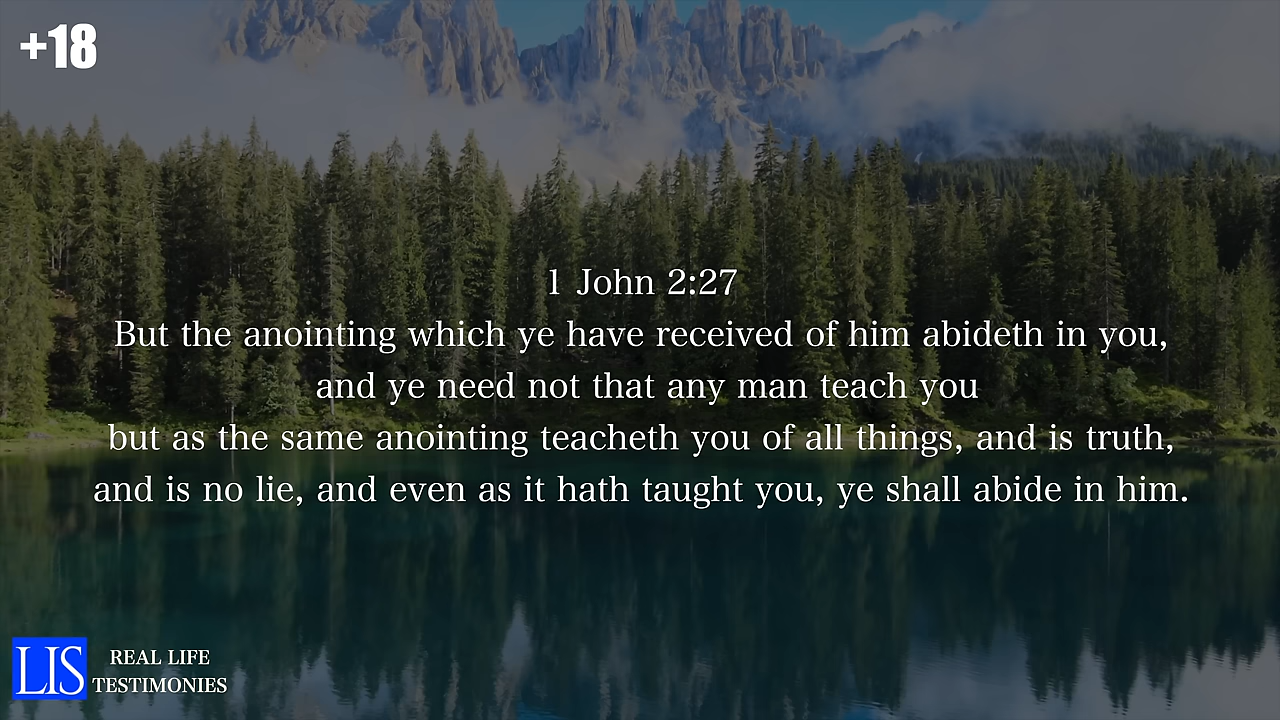 +18
1 John 2:27
But the anointing which ye have received of him abideth in you,
and ye need not that any man teach you
but as the same anointing teacheth you of all things, and is truth,
and is no lie, and even as it hath taught you, ye shall abide in him.
LIS
REAL LIFE
TESTIMONIES